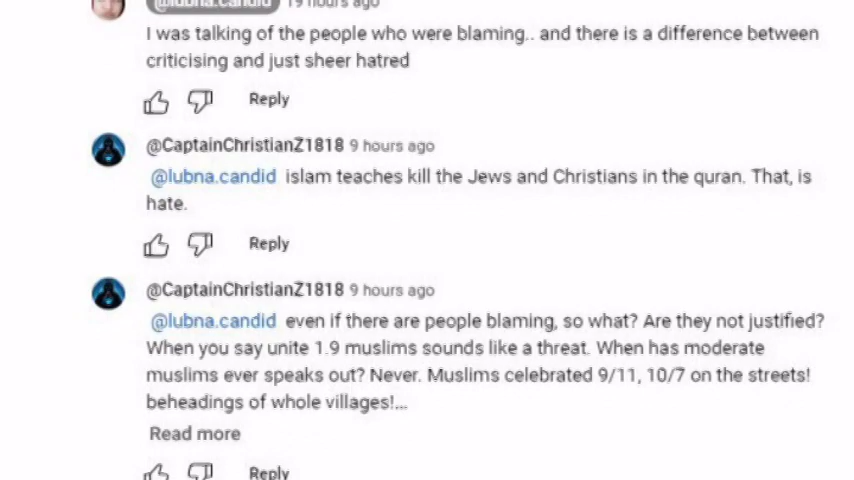 @lubna.candid 19 hours ago
I was talking of the people who were blaming.. and there is a difference between
criticising and just sheer hatred
Reply
@CaptainChristianZ1818 9 hours ago
@lubna.candid islam teaches kill the Jews and Christians in the quran. That, is
hate.
Reply
@CaptainChristianZ1818 9 hours ago
@lubna.candid even if there are people blaming, so what? Are they not justified?
When you say unite 1.9 muslims sounds like a threat. When has moderate
muslims ever speaks out? Never. Muslims celebrated 9/11, 10/7 on the streets!
beheadings of whole villages!...
Read more
Reply